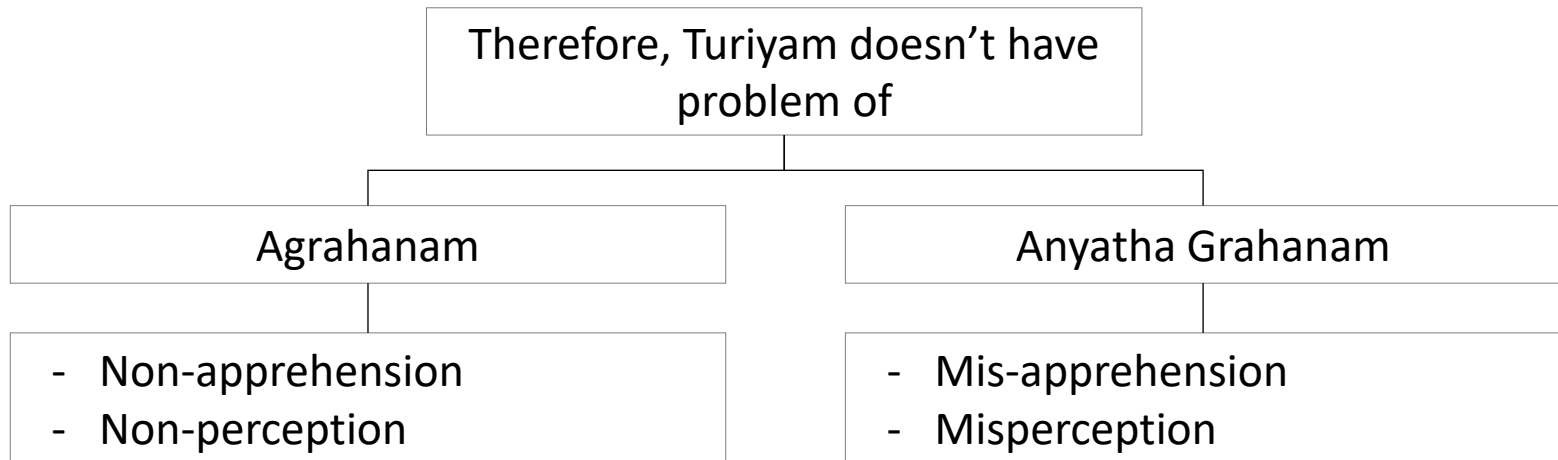 Therefore, Turiyam doesn’t have
problem of
Agrahanam
Anyatha Grahanam
- Non-apprehension
- Non-perception
- Mis-apprehension
- Misperception